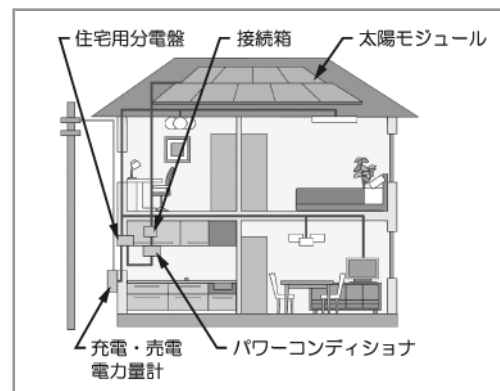 住宅用分電盤
接続箱
太陽モジュール
充電・売電
電力量計
パワーコンディショナ